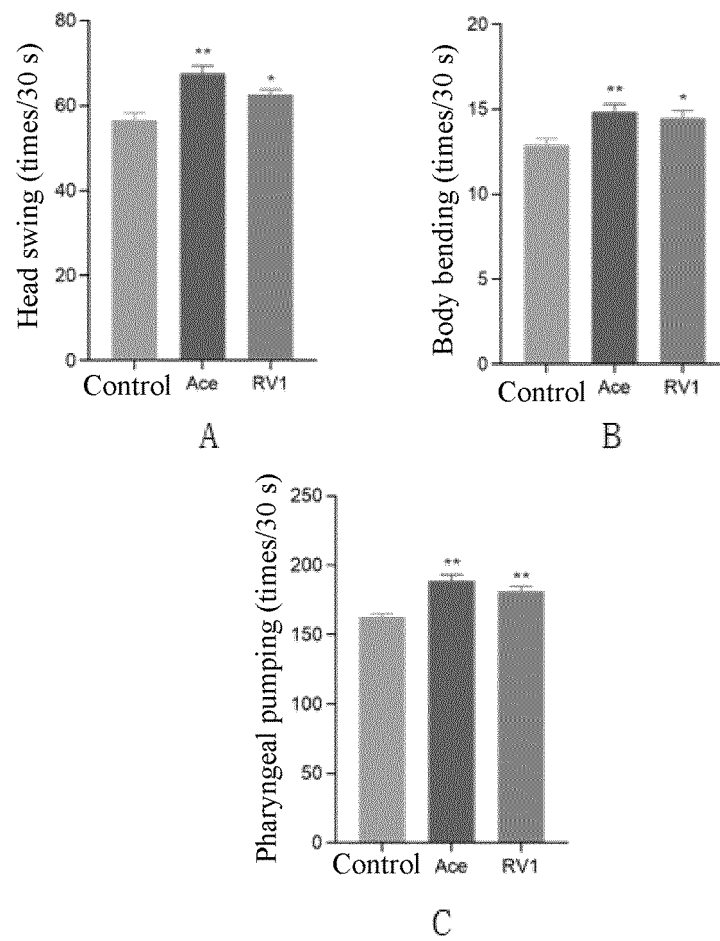 Head swing (times/30 s)
80
60
40
20
0
**
*
Control Ace RV1
A
Body bending (times/30 s)
20
15
10
5
0
**
*
Control Ace RV1
B
Pharyngeal pumping (times/30 s)
250
200
150
100
50
0
** **
Control Ace RV1
C